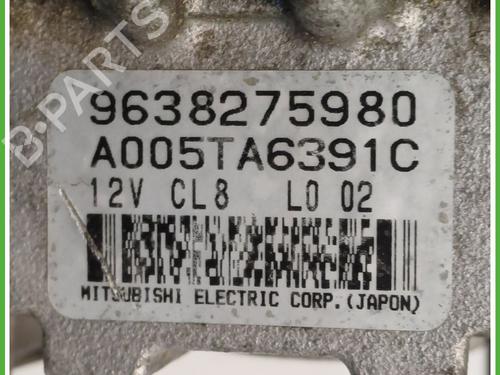 B-PARTS
9638275980
A005TA6391C
12V CL8 L0 02
MITSUBISHI ELECTRIC CORP.(JAPON)